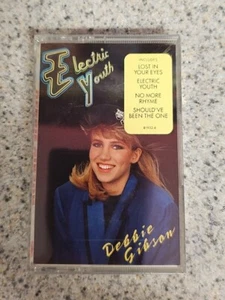 Electric
Youth
INCLUDES
LOST IN
YOUR EYES
ELECTRIC
YOUTH
NO MORE
RHYME
SHOULD'VE
BEEN THE ONE
Debbie
Gibson